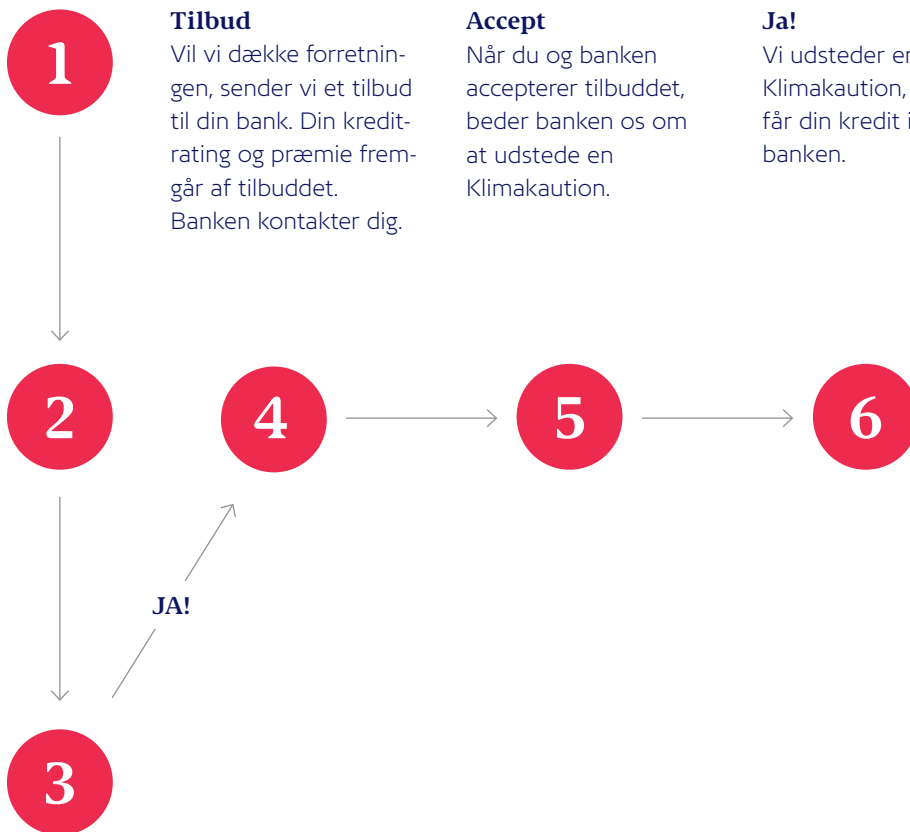 1
Tilbud
Vil vi dække forretnin-
gen, sender vi et tilbud
til din bank. Din kredit-
rating og præmie frem-
går af tilbuddet.
Banken kontakter dig.
Accept
Når du og banken
accepterer tilbuddet,
beder banken os om
at udstede en
Klimakaution.
Ja!
Vi udsteder
Klimakaution,
får din kredit
banken.
2
4
5
6
JA!
3